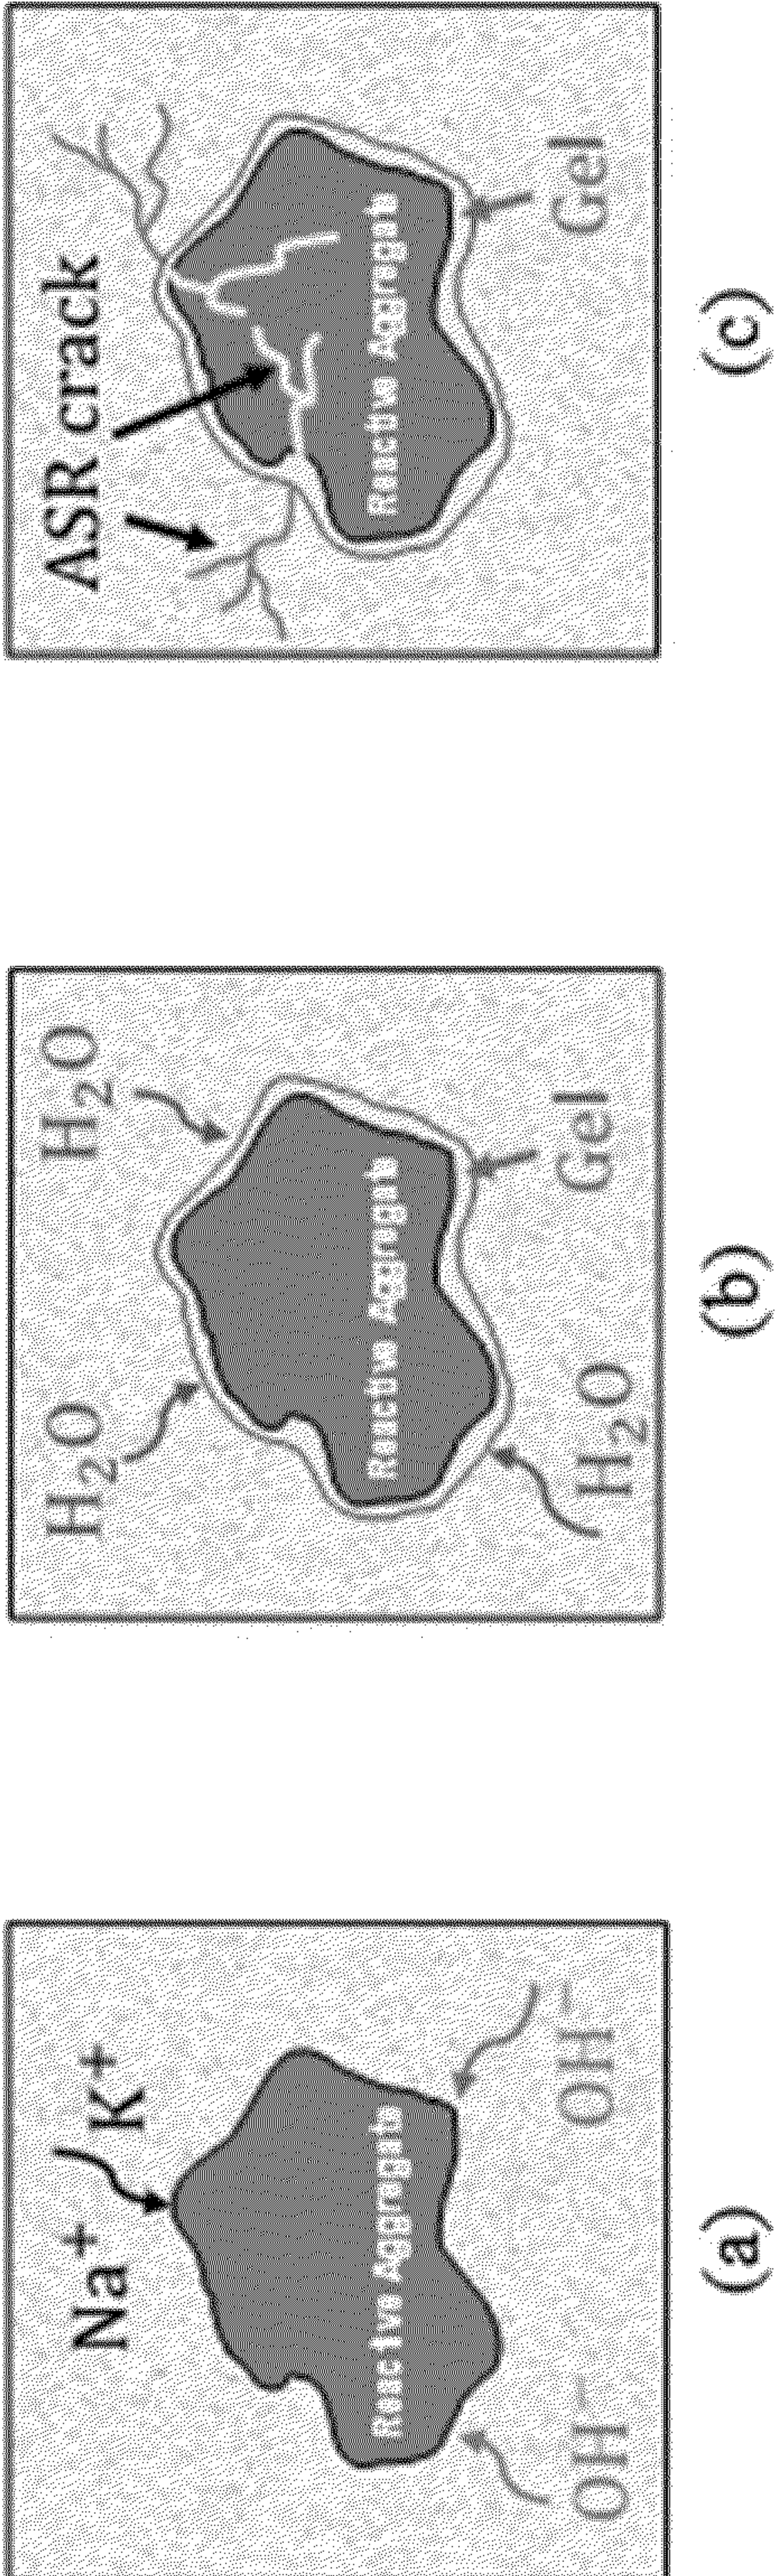 Na⁺
K⁺
Reactive Aggregate
OH⁻
OH⁻
(a)
H₂O
H₂O
Reactive Aggregate
H₂O
Gel
(b)
ASR crack
Reactive Aggregate
Gel
(c)